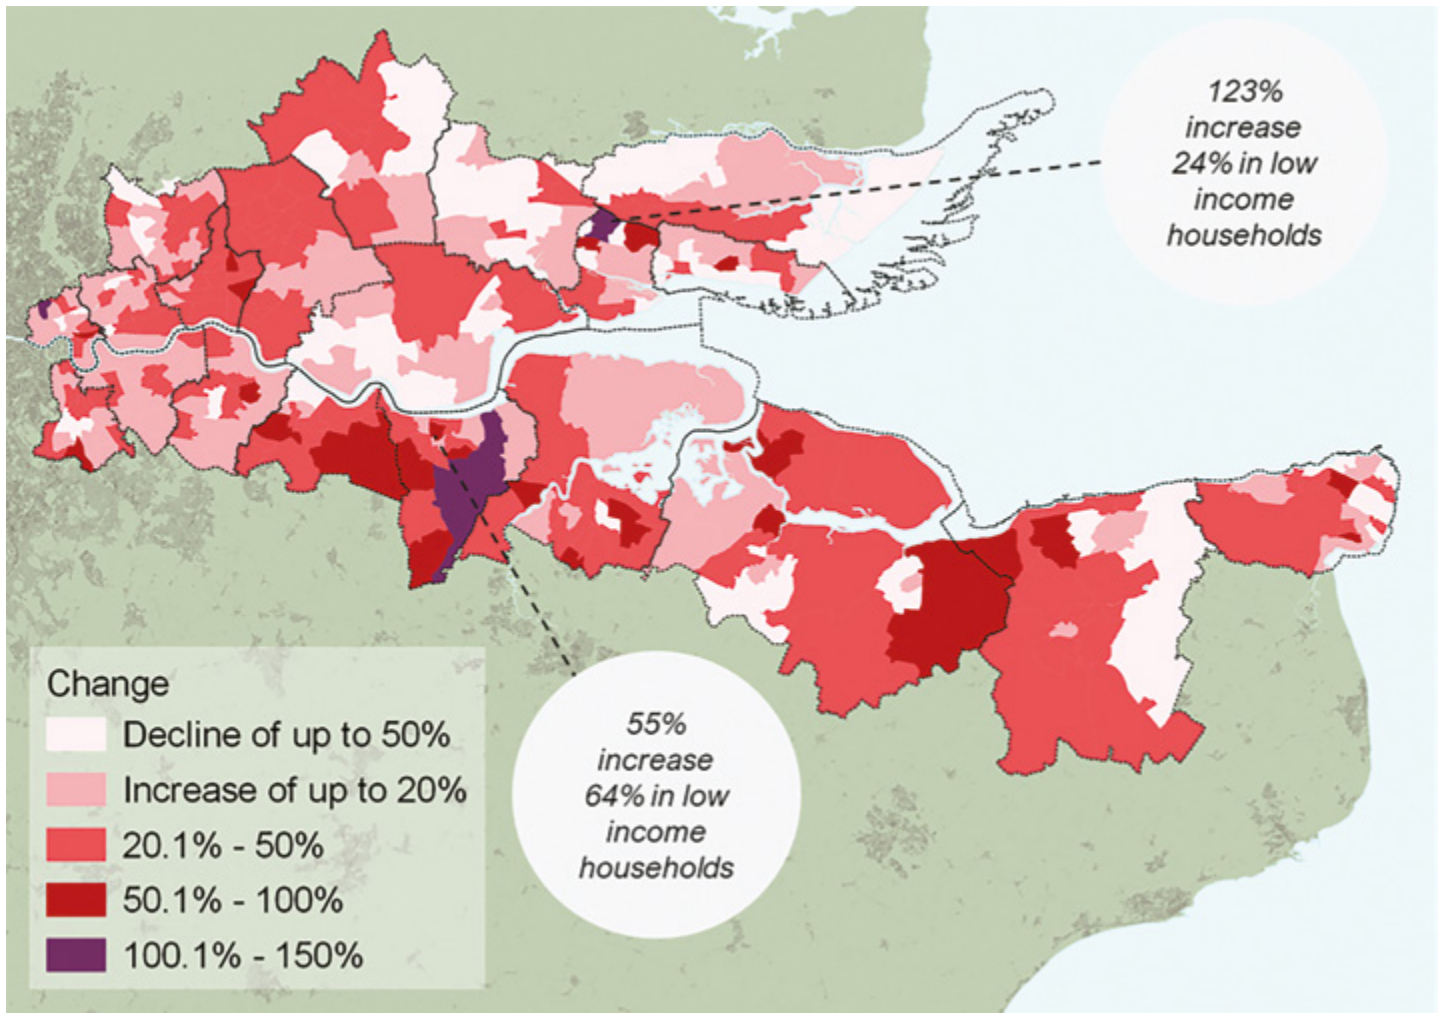 123%
increase
24% in low
income
households
55%
increase
64% in low
income
households
Change
Decline of up to 50%
Increase of up to 20%
20.1% - 50%
50.1% - 100%
100.1% - 150%